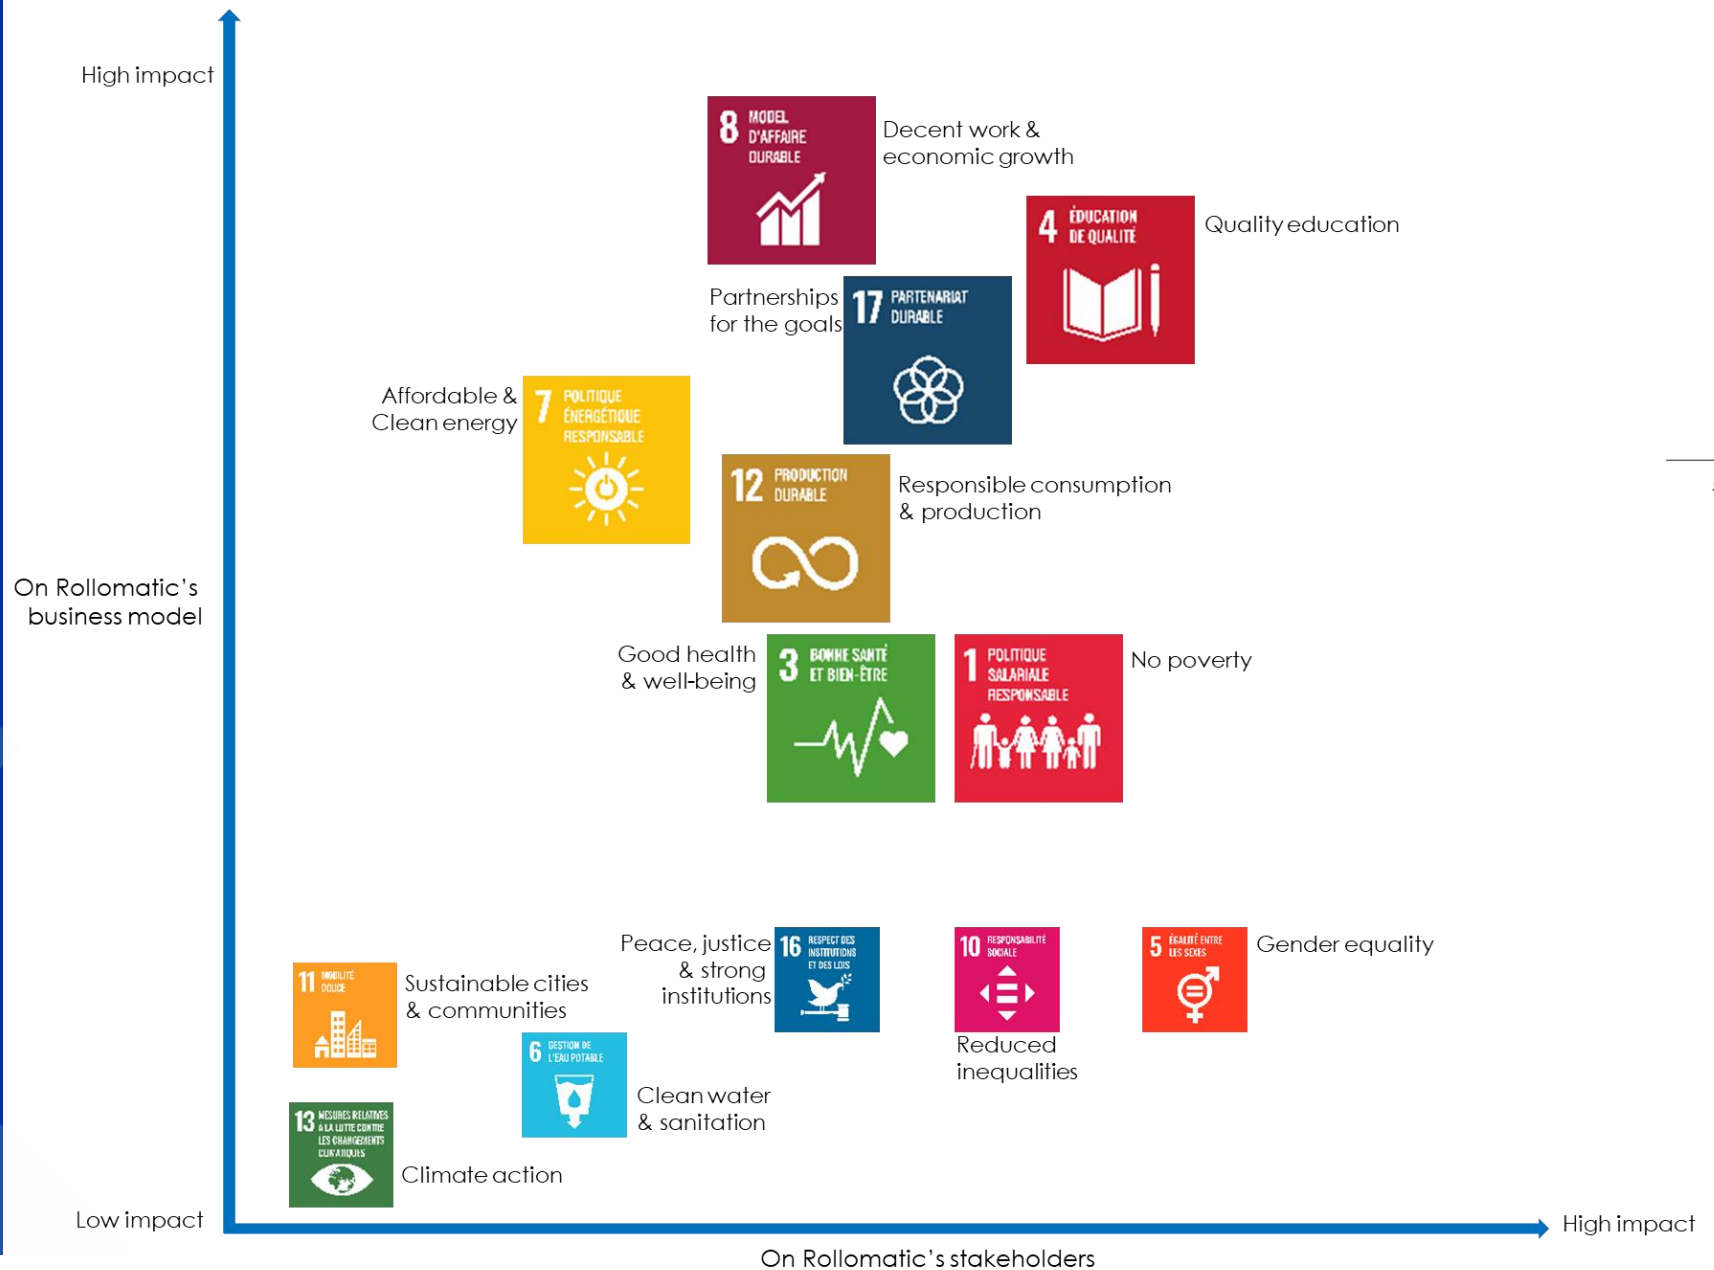 High impact
8 MODEL
D'AFFAIRE
DURABLE
Decent work &
economic growth
4 ÉDUCATION
DE QUALITÉ
Quality education
Partnerships
for the goals
17 PARTENARIAT
DURABLE
Affordable &
Clean energy
7 POLITIQUE
ÉNERGÉTIQUE
RESPONSABLE
12 PRODUCTION
DURABLE
Responsible consumption
& production
On Rollomatic's
business model
Good health
& well-being
3 BONNE SANTÉ
ET BIEN-ÊTRE
1 POLITIQUE
SALARIALE
RESPONSABLE
No poverty
Peace, justice
& strong
institutions
16 RESPECT DES
INSTITUTIONS
ET DES LOIS
10 RESPONSABILITÉ
SOCIALE
Reduced
inequalities
5 ÉGALITÉ ENTRE
LES SEXES
Gender equality
11 MOBILITÉ
DOUCE
Sustainable cities
& communities
6 GESTION DE
L'EAU POTABLE
Clean water
& sanitation
13 MESURES RELATIVES
À LA LUTTE CONTRE
LES CHANGEMENTS
CLIMATIQUES
Climate action
Low impact
High impact
On Rollomatic's stakeholders